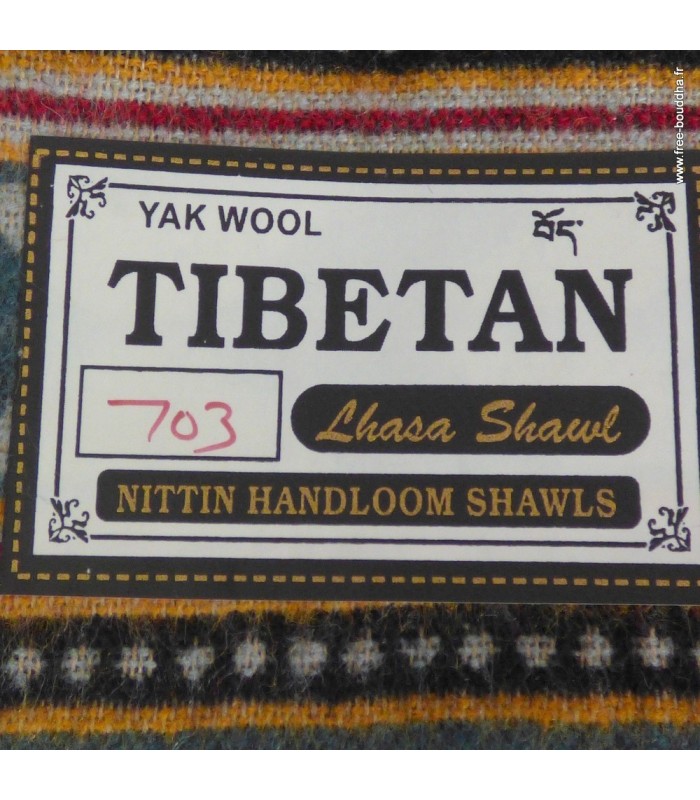 www.free-bouddha.fr
YAK WOOL
TIBETAN
703
Lhasa Shawl
NITTIN HANDLOOM SHAWLS